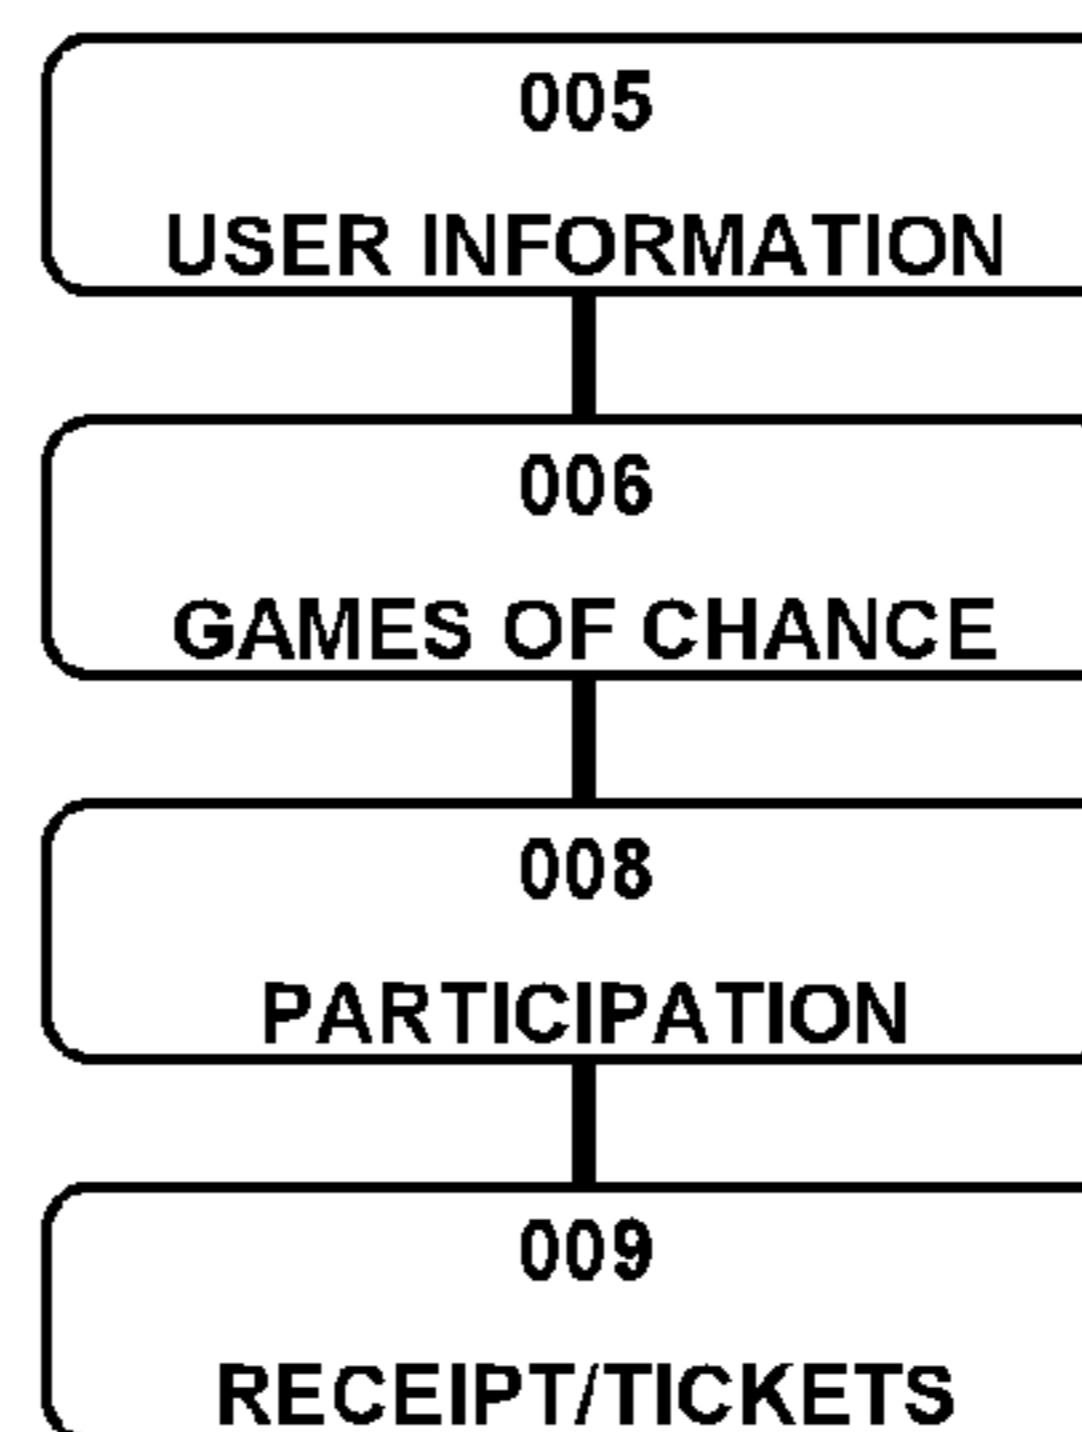 005
USER INFORMATION
006
GAMES OF CHANCE
008
PARTICIPATION
009
RECEIPT/TICKETS